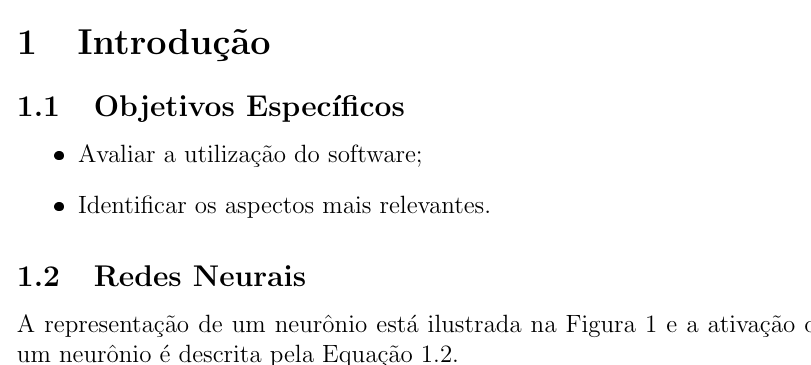 1 Introdução
1.1 Objetivos Específicos
• Avaliar a utilização do software;
• Identificar os aspectos mais relevantes.
1.2 Redes Neurais
A representação de um neurônio está ilustrada na Figura 1 e a ativação
um neurônio é descrita pela Equação 1.2.